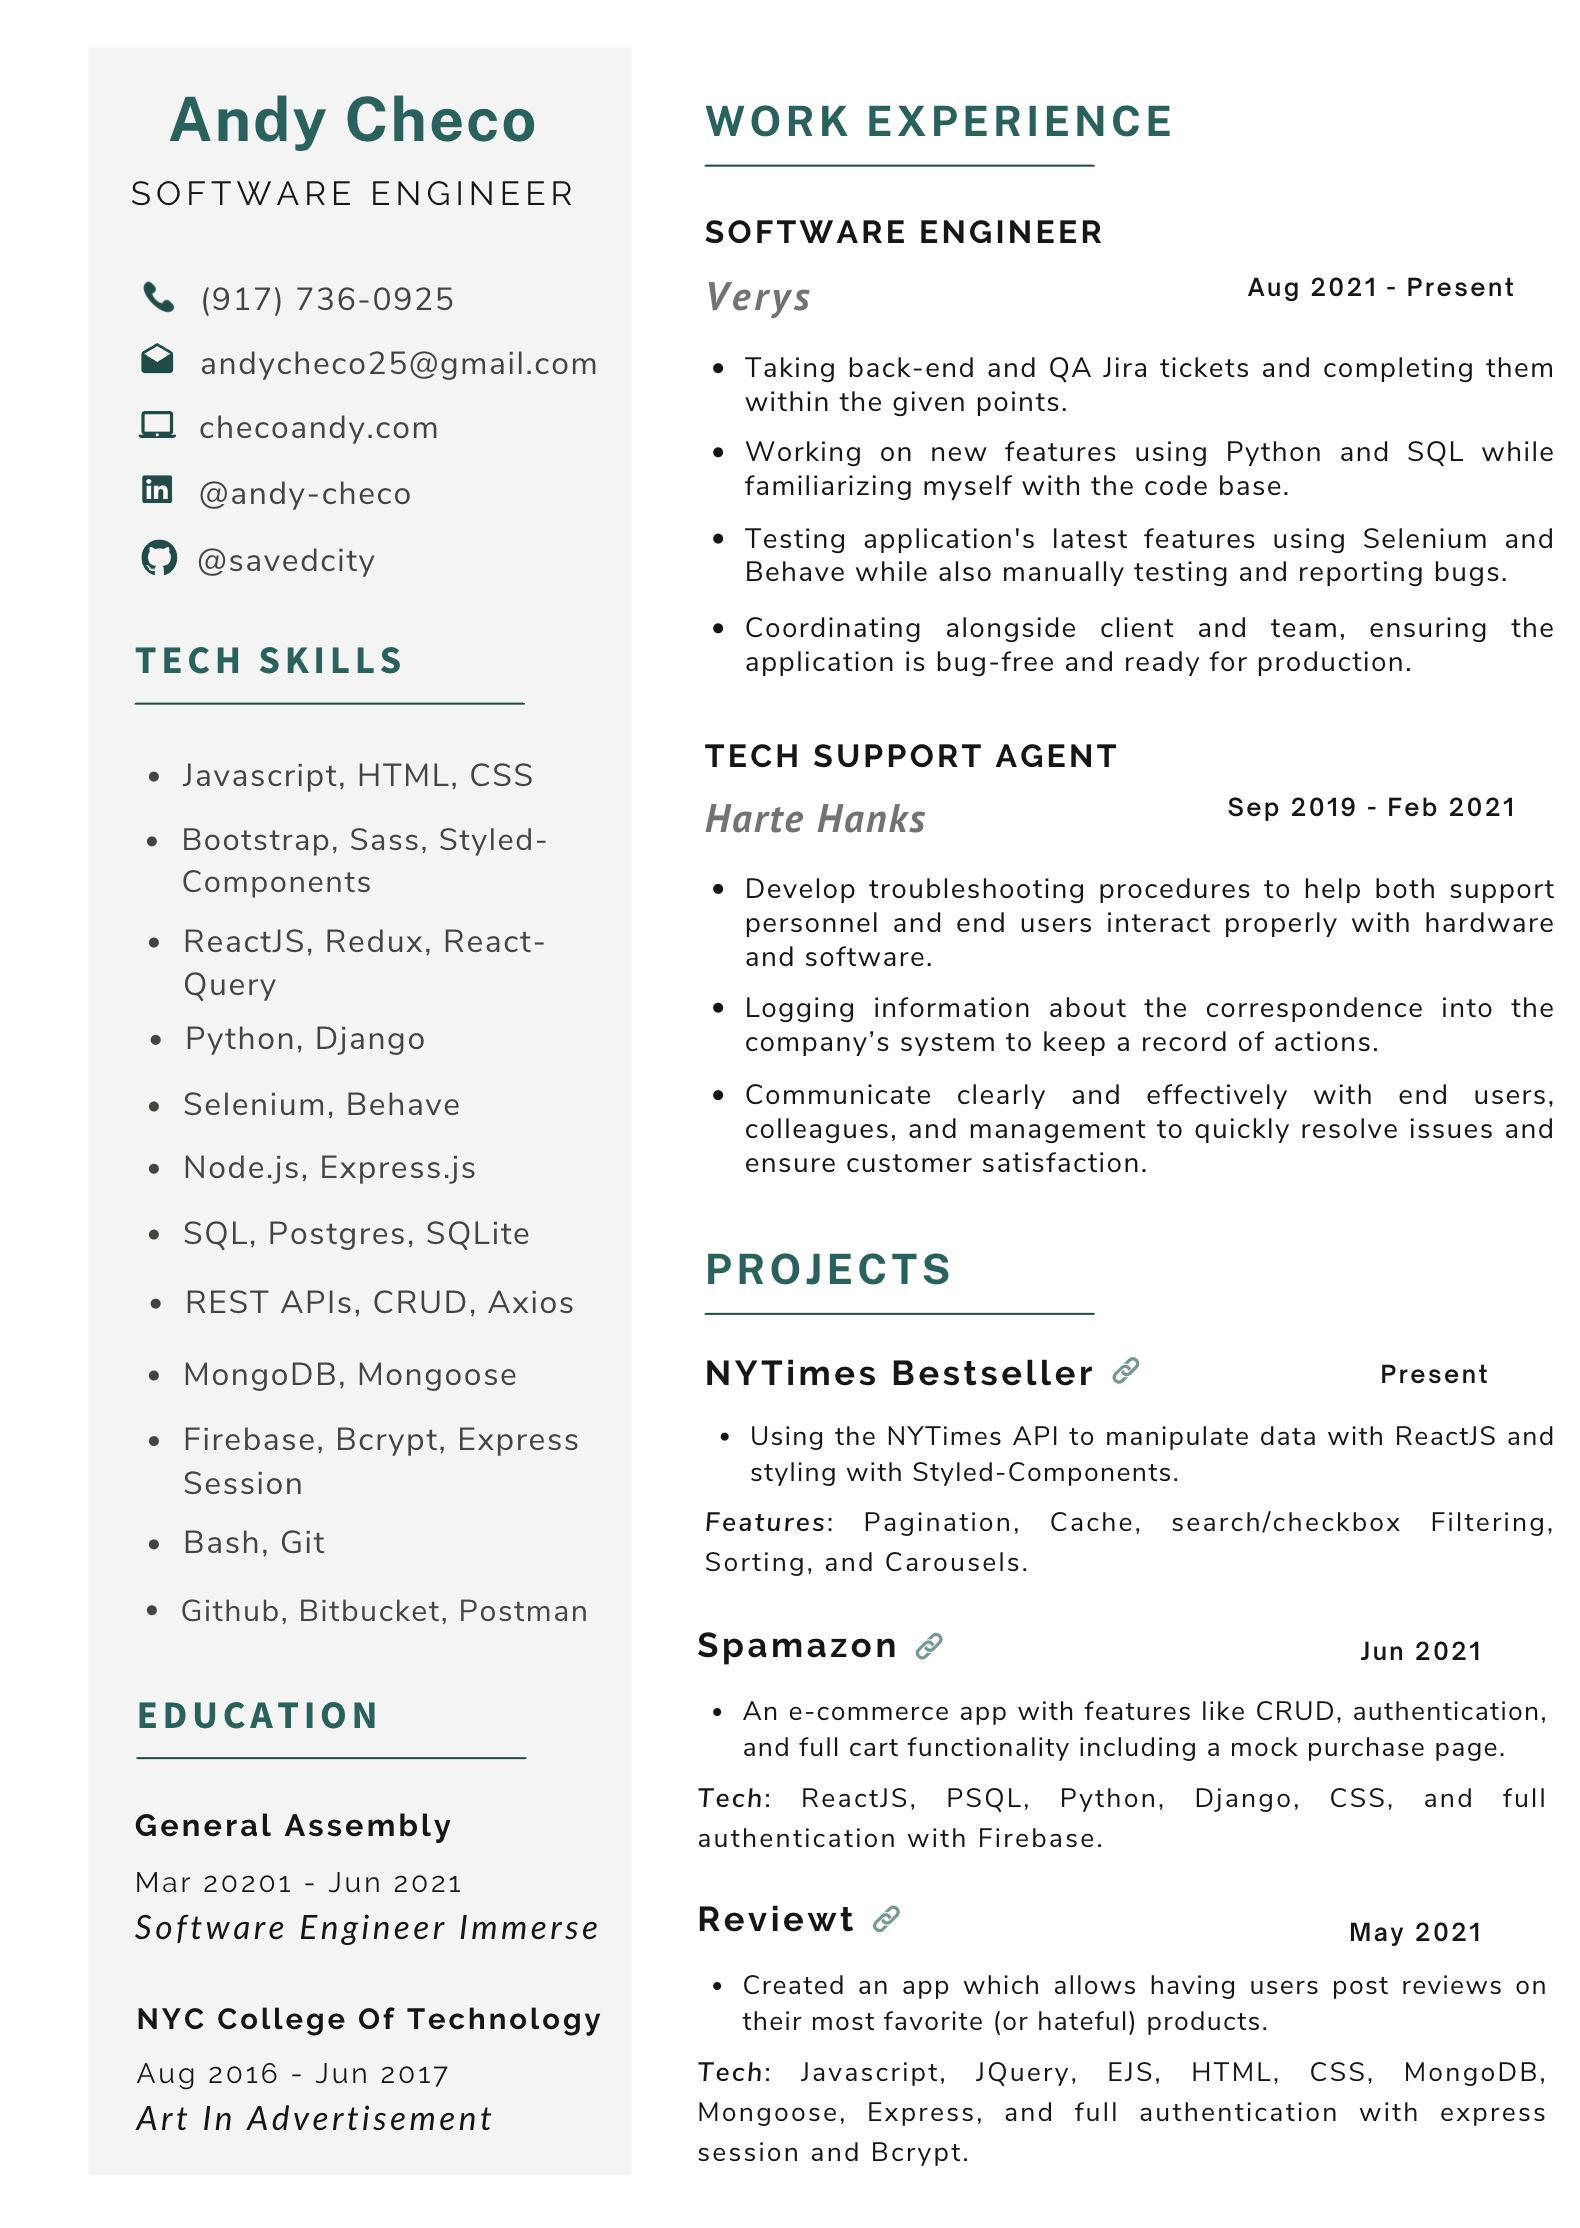 Andy Checo
SOFTWARE ENGINEER
(917) 736-0925
andycheco25@gmail.com
checoandy.com
@andy-checo
@savedcity
TECH SKILLS
• Javascript, HTML, CSS
• Bootstrap, Sass, Styled-
Components
• ReactJS, Redux, React-
Query
• Python, Django
• Selenium, Behave
• Node.js, Express.js
• SQL, Postgres, SQLite
• REST APIs, CRUD, Axios
• MongoDB, Mongoose
• Firebase, Bcrypt, Express
Session
• Bash, Git
• Github, Bitbucket, Postman
EDUCATION
General Assembly
Mar 20201 - Jun 2021
Software Engineer Immerse
NYC College Of Technology
Aug 2016 - Jun 2017
Art In Advertisement
WORK EXPERIENCE
SOFTWARE ENGINEER
Verys
Aug 2021 - Present
• Taking back-end and QA Jira tickets and completing them
within the given points.
• Working on new features using Python and SQL while
familiarizing myself with the code base.
• Testing application's latest features using Selenium and
Behave while also manually testing and reporting bugs.
• Coordinating alongside client and team, ensuring the
application is bug-free and ready for production.
TECH SUPPORT AGENT
Harte Hanks
Sep 2019 - Feb 2021
• Develop troubleshooting procedures to help both support
personnel and end users interact properly with hardware
and software.
• Logging information about the correspondence into the
company’s system to keep a record of actions.
• Communicate clearly and effectively with end users,
colleagues, and management to quickly resolve issues and
ensure customer satisfaction.
PROJECTS
NYTimes Bestseller
Present
• Using the NYTimes API to manipulate data with ReactJS and
styling with Styled-Components.
Features: Pagination, Cache, search/checkbox Filtering,
Sorting, and Carousels.
Spamazon
Jun 2021
• An e-commerce app with features like CRUD, authentication,
and full cart functionality including a mock purchase page.
Tech: ReactJS, PSQL, Python, Django, CSS, and full
authentication with Firebase.
Reviewt
May 2021
• Created an app which allows having users post reviews on
their most favorite (or hateful) products.
Tech: Javascript, JQuery, EJS, HTML, CSS, MongoDB,
Mongoose, Express, and full authentication with express
session and Bcrypt.